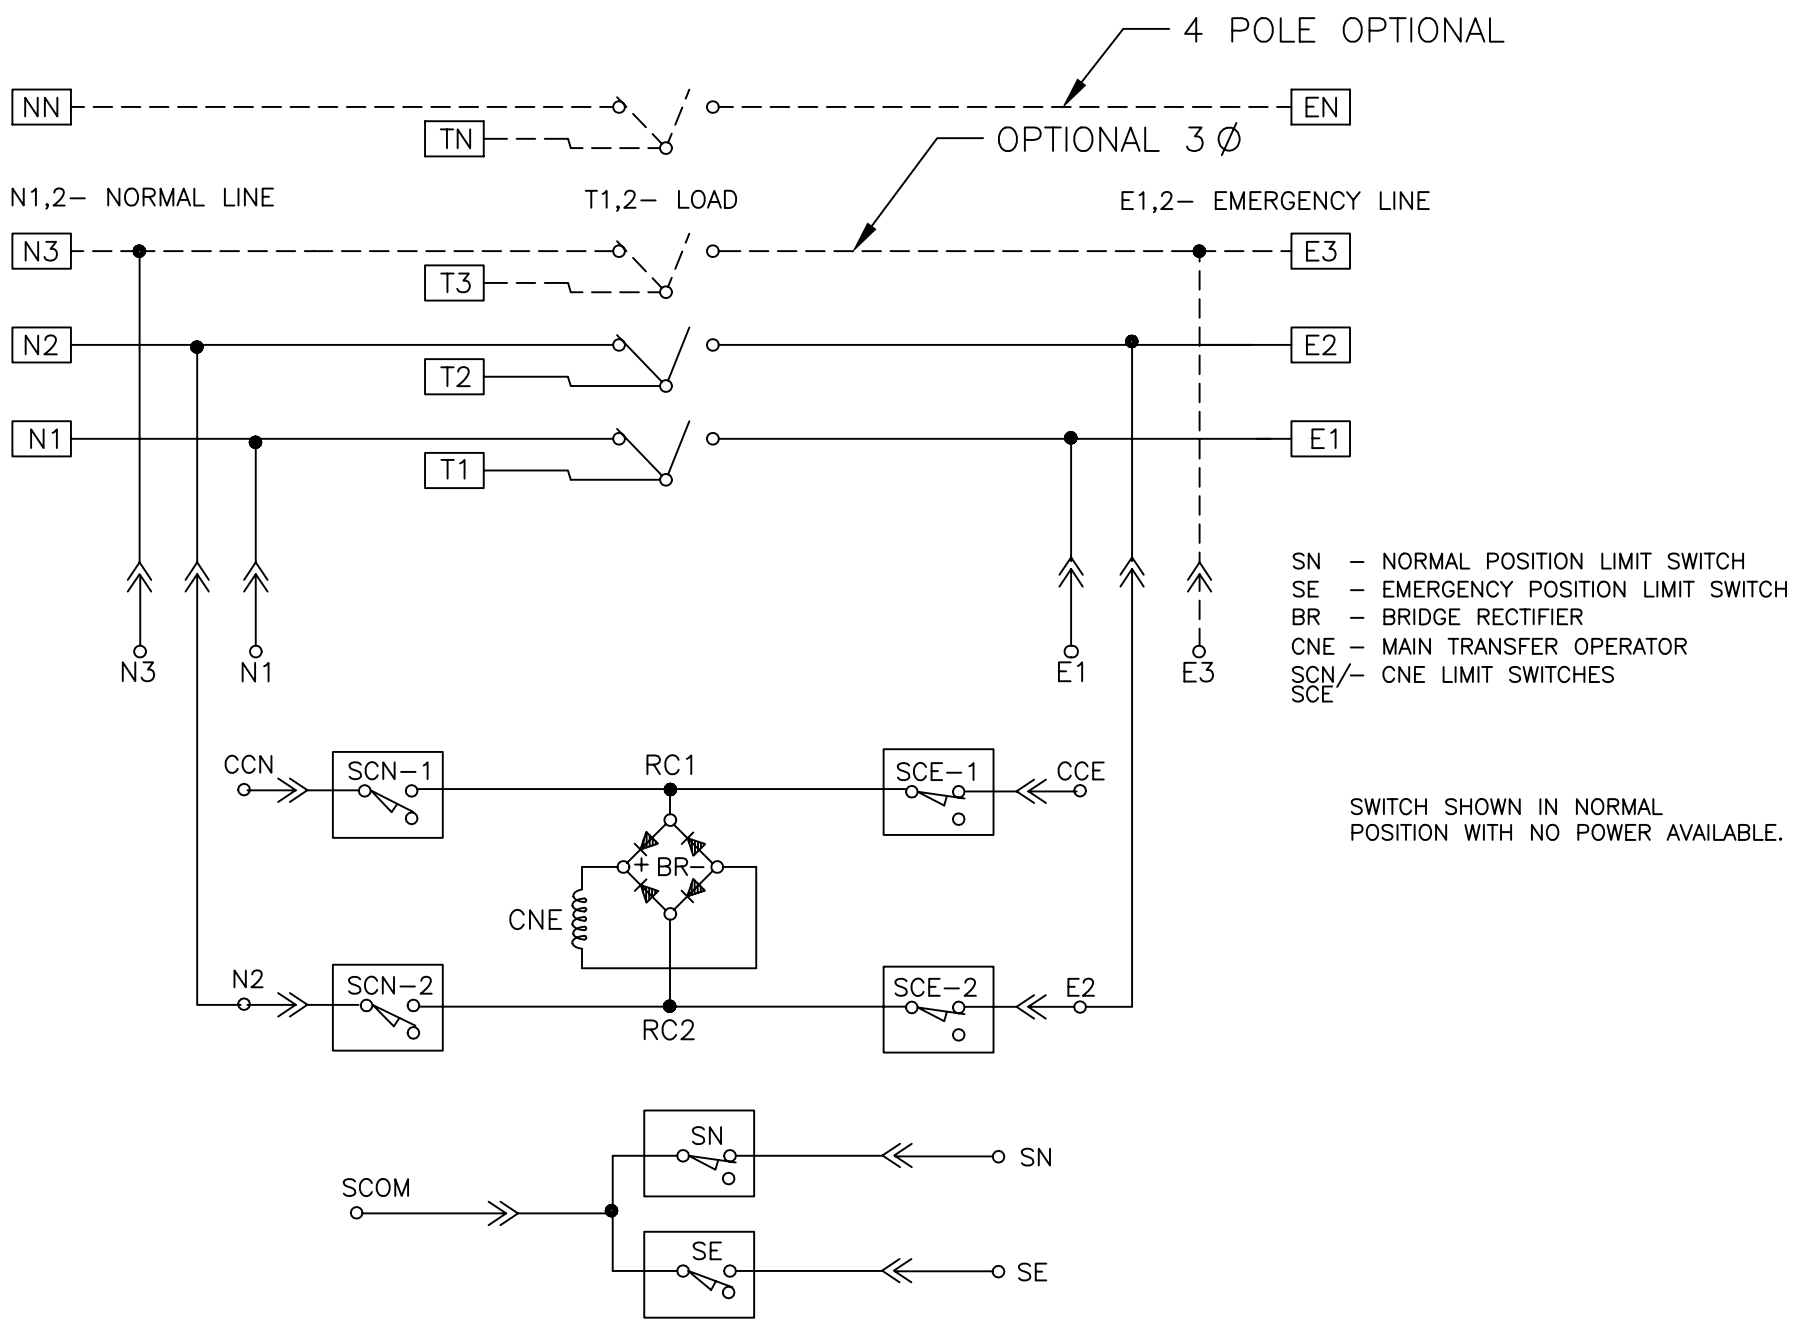 4 POLE OPTIONAL
NN
EN
TN
OPTIONAL 3 Ø
N1,2– NORMAL LINE
T1,2– LOAD
E1,2– EMERGENCY LINE
N3
E3
T3
N2
E2
T2
N1
E1
T1
SN – NORMAL POSITION LIMIT SWITCH
SE – EMERGENCY POSITION LIMIT SWITCH
BR – BRIDGE RECTIFIER
CNE – MAIN TRANSFER OPERATOR
SCN/– CNE LIMIT SWITCHES
SCE
N3
N1
E1
E3
CCN
SCN–1
RC1
SCE–1
CCE
SWITCH SHOWN IN NORMAL
POSITION WITH NO POWER AVAILABLE.
+ BR–
CNE
N2
SCN–2
RC2
SCE–2
E2
SN
SN
SCOM
SE
SE